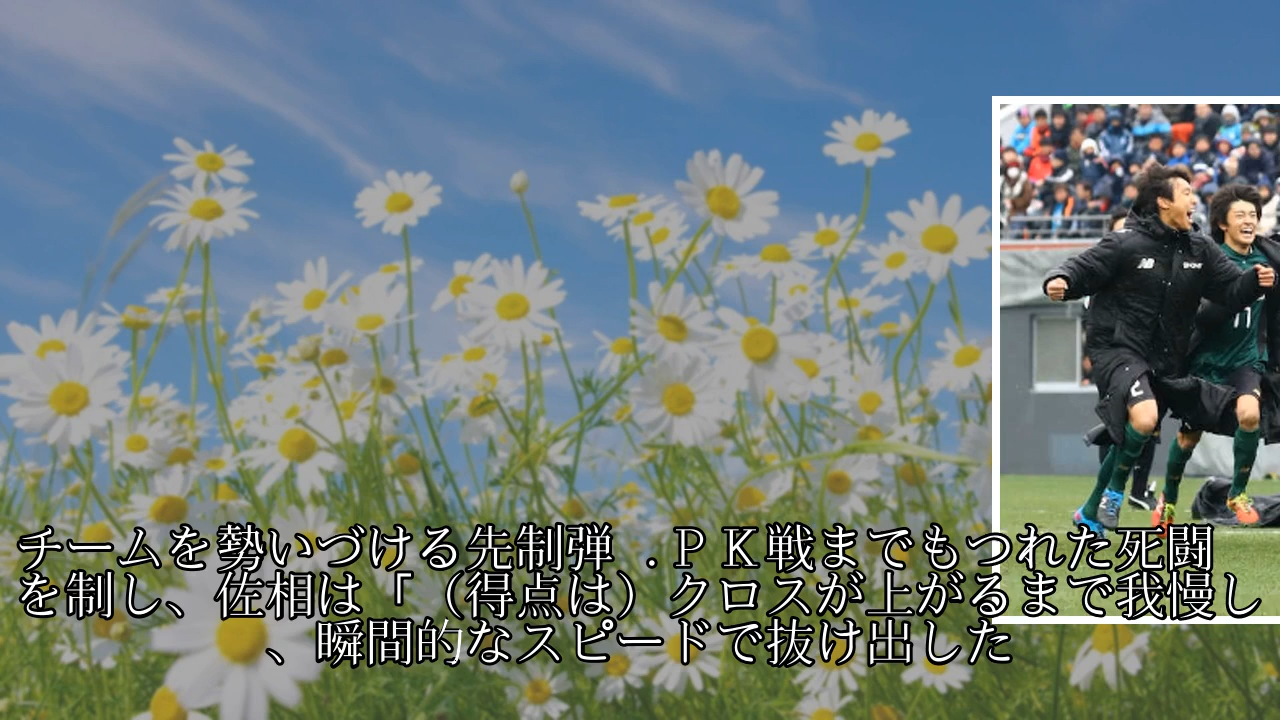 チームを勢いづける先制弾 .ＰＫ戦までもつれた死闘
を制し、佐相は「（得点は）クロスが上がるまで我慢し
、瞬間的なスピードで抜け出した
2
11